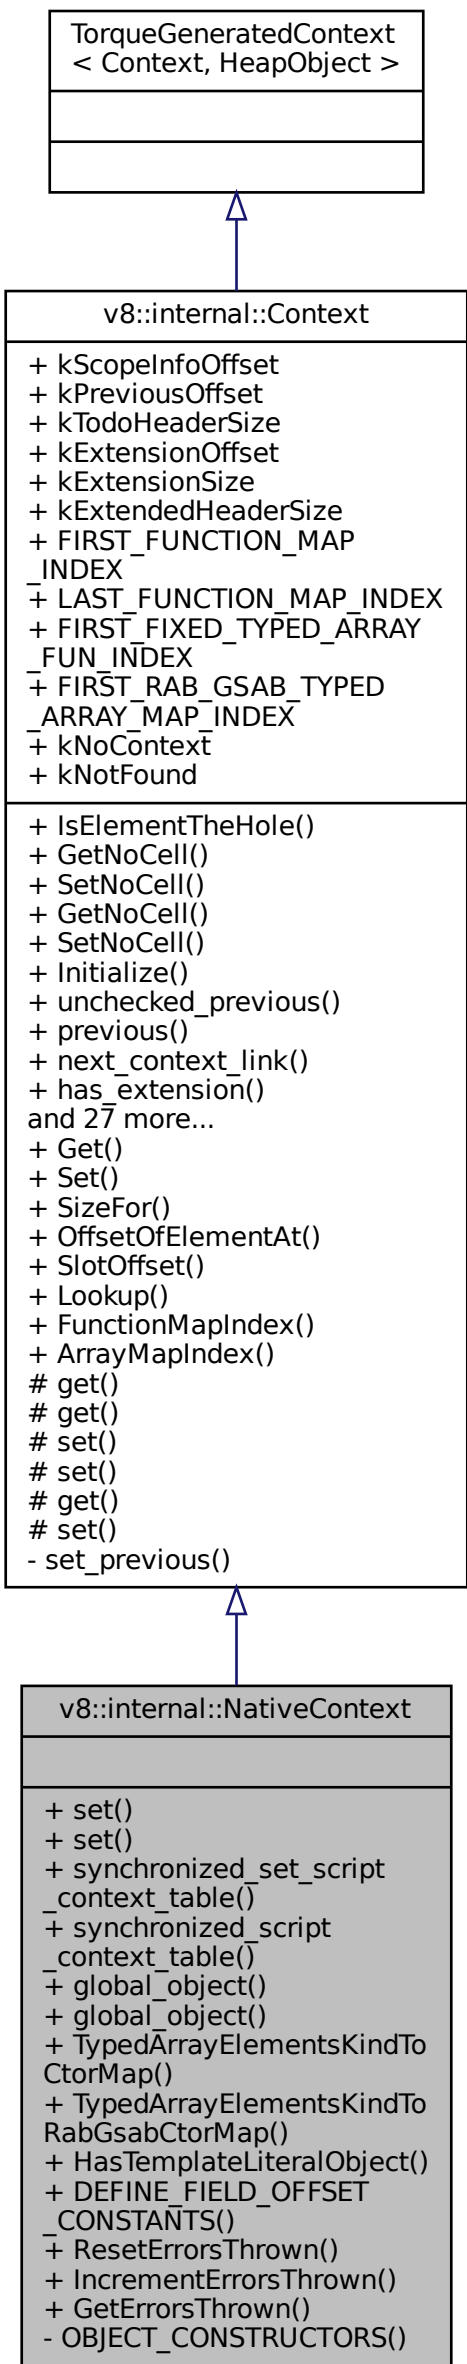 TorqueGeneratedContext
< Context, HeapObject >
v8::internal::Context
+ kScopeInfoOffset
+ kPreviousOffset
+ kTodoHeaderSize
+ kExtensionOffset
+ kExtensionSize
+ kExtendedHeaderSize
+ FIRST_FUNCTION_MAP
_INDEX
+ LAST_FUNCTION_MAP_INDEX
+ FIRST_FIXED_TYPED_ARRAY
_FUN_INDEX
+ FIRST_RAB_GSAB_TYPED
_ARRAY_MAP_INDEX
+ kNoContext
+ kNotFound
+ IsElementTheHole()
+ GetNoCell()
+ SetNoCell()
+ GetNoCell()
+ SetNoCell()
+ Initialize()
+ unchecked_previous()
+ previous()
+ next_context_link()
+ has_extension()
and 27 more...
+ Get()
+ Set()
+ SizeFor()
+ OffsetOfElementAt()
+ SlotOffset()
+ Lookup()
+ FunctionMapIndex()
+ ArrayMapIndex()
# get()
# get()
# set()
# set()
# get()
# set()
- set_previous()
v8::internal::NativeContext
+ set()
+ set()
+ synchronized_set_script
_context_table()
+ synchronized_script
_context_table()
+ global_object()
+ global_object()
+ TypedArrayElementsKindTo
CtorMap()
+ TypedArrayElementsKindTo
RabGsabCtorMap()
+ HasTemplateLiteralObject()
+ DEFINE_FIELD_OFFSET
_CONSTANTS()
+ ResetErrorsThrown()
+ IncrementErrorsThrown()
+ GetErrorsThrown()
- OBJECT_CONSTRUCTORS()